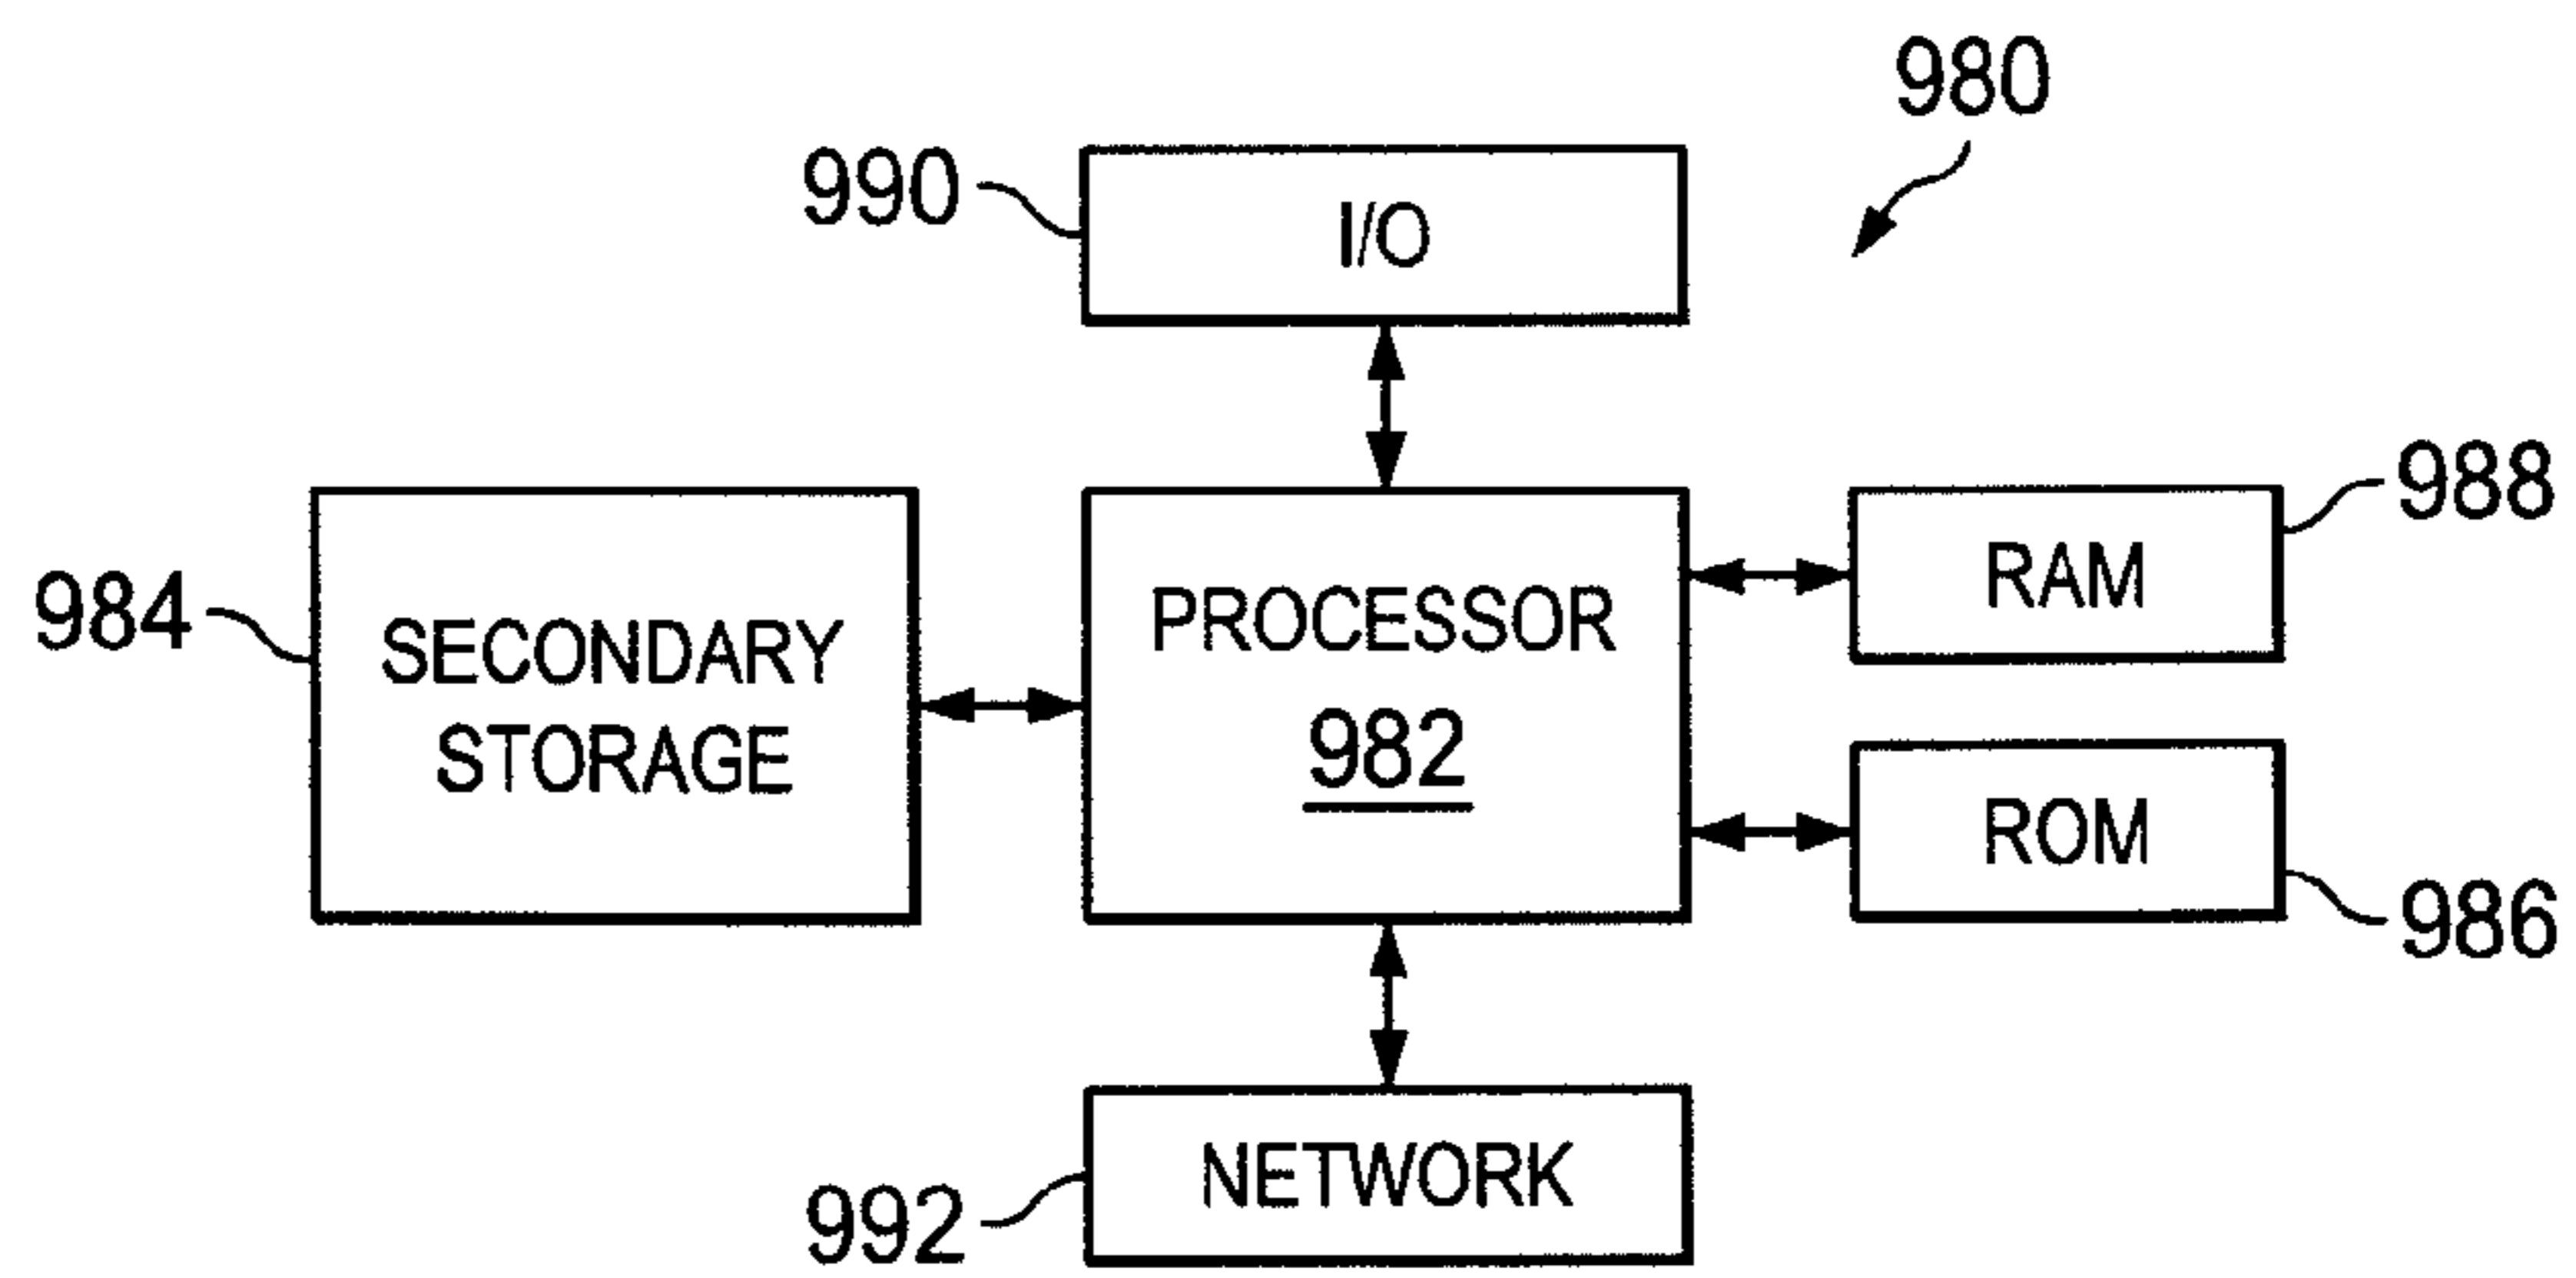 980
990
I/O
988
RAM
984
SECONDARY
STORAGE
PROCESSOR
982
ROM
986
992
NETWORK